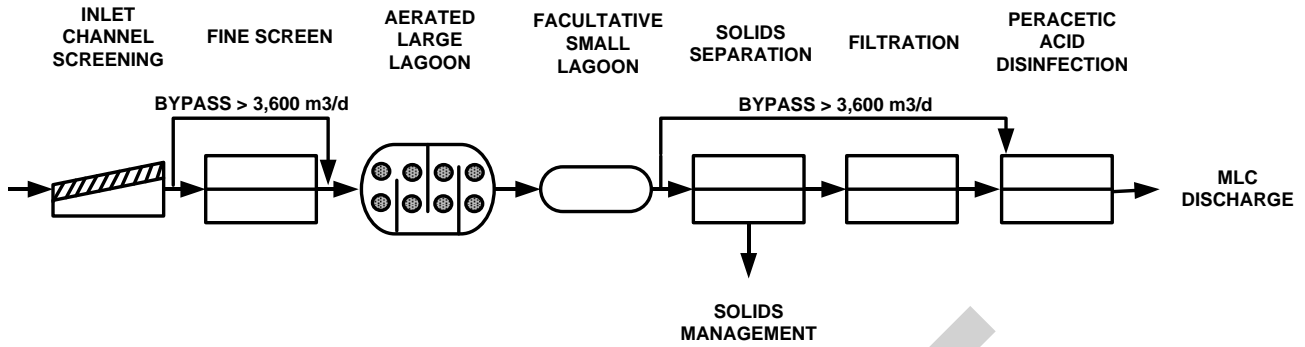 INLET
CHANNEL
SCREENING
FINE SCREEN
AERATED
LARGE
LAGOON
FACULTATIVE
SMALL
LAGOON
SOLIDS
SEPARATION
FILTRATION
PERACETIC
ACID
DISINFECTION
BYPASS > 3,600 m3/d
BYPASS > 3,600 m3/d
MLC
DISCHARGE
SOLIDS
MANAGEMENT